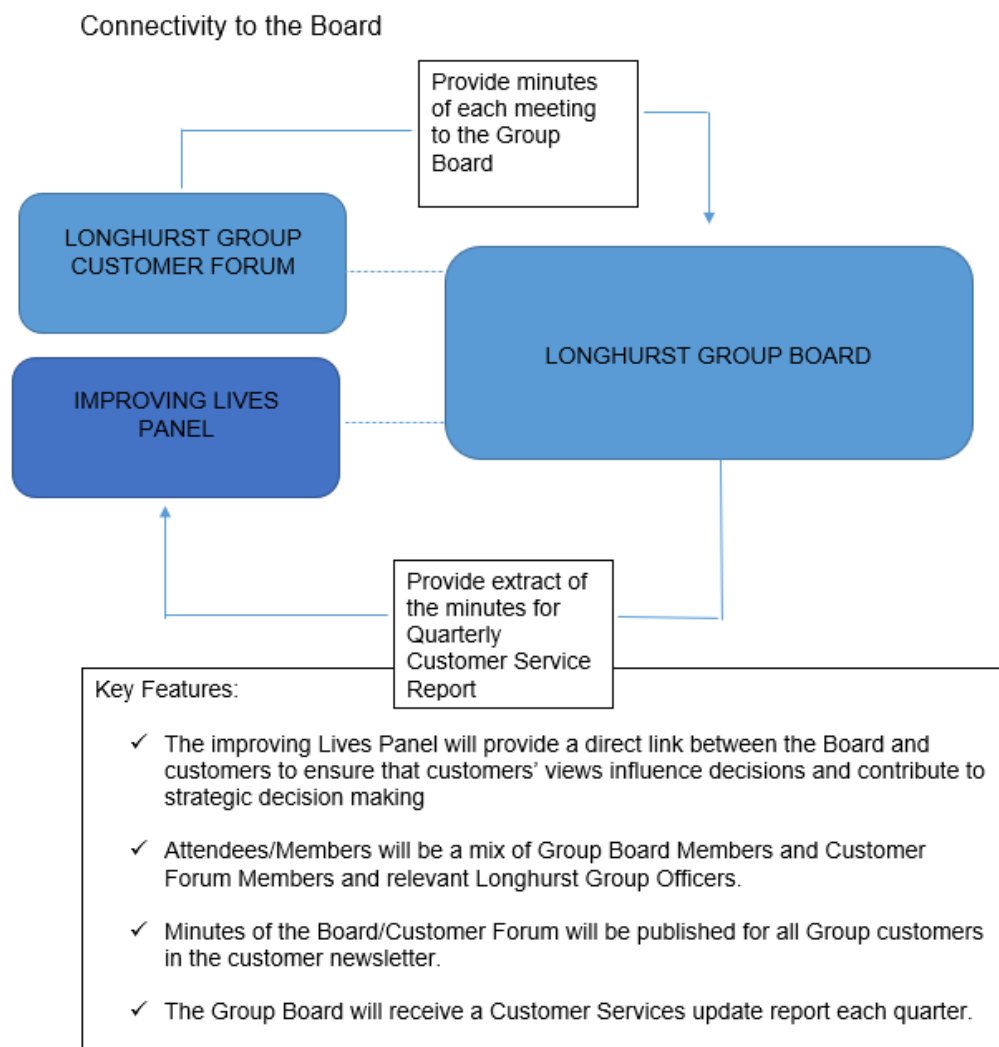 Connectivity to the Board
Provide minutes
of each meeting
to the Group
Board
LONGHURST GROUP
CUSTOMER FORUM
LONGHURST GROUP BOARD
IMPROVING LIVES
PANEL
Provide extract of
the minutes for
Quarterly
Customer Service
Report
Key Features:
✓ The improving Lives Panel will provide a direct link between the Board and
customers to ensure that customers’ views influence decisions and contribute to
strategic decision making
✓ Attendees/Members will be a mix of Group Board Members and Customer
Forum Members and relevant Longhurst Group Officers.
✓ Minutes of the Board/Customer Forum will be published for all Group customers
in the customer newsletter.
✓ The Group Board will receive a Customer Services update report each quarter.